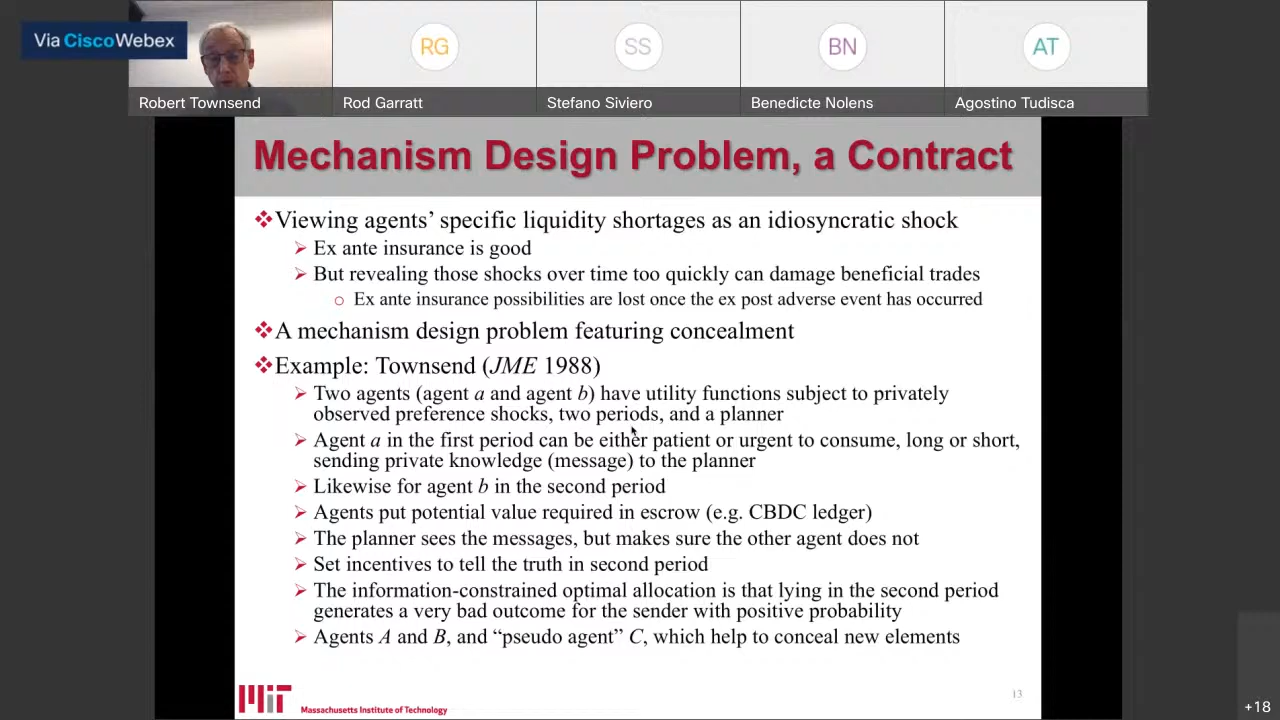 Via Cisco Webex
RG
SS
BN
AT
Robert Townsend
Rod Garratt
Stefano Siviero
Benedicte Nolens
Agostino Tudisca
Mechanism Design Problem, a Contract
❖Viewing agents’ specific liquidity shortages as an idiosyncratic shock
➢ Ex ante insurance is good
➢ But revealing those shocks over time too quickly can damage beneficial trades
○ Ex ante insurance possibilities are lost once the ex post adverse event has occurred
❖A mechanism design problem featuring concealment
❖Example: Townsend (JME 1988)
➢ Two agents (agent a and agent b) have utility functions subject to privately
observed preference shocks, two periods, and a planner
➢ Agent a in the first period can be either patient or urgent to consume, long or short,
sending private knowledge (message) to the planner
➢ Likewise for agent b in the second period
➢ Agents put potential value required in escrow (e.g. CBDC ledger)
➢ The planner sees the messages, but makes sure the other agent does not
➢ Set incentives to tell the truth in second period
➢ The information-constrained optimal allocation is that lying in the second period
generates a very bad outcome for the sender with positive probability
➢ Agents A and B, and “pseudo agent” C, which help to conceal new elements
13
MIT
Massachusetts Institute of Technology
+18